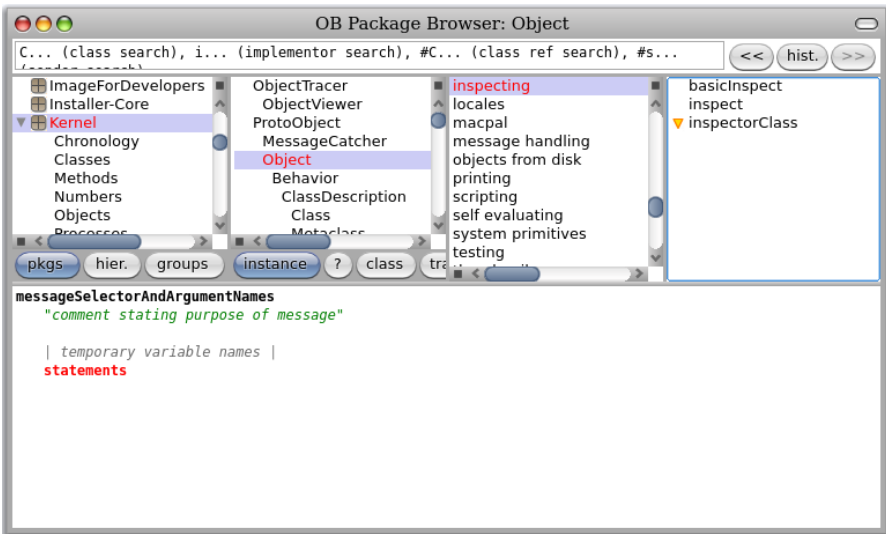 OB Package Browser: Object
C... (class search), i... (implementor search), #C... (class ref search), #s...
<< hist. >>
ImageForDevelopers
Installer-Core
Kernel
Chronology
Classes
Methods
Numbers
Objects
Processes
ObjectTracer
ObjectViewer
ProtoObject
MessageCatcher
Object
Behavior
ClassDescription
Class
Metaclass
inspecting
locales
macpal
message handling
objects from disk
printing
scripting
self evaluating
system primitives
testing
basicInspect
inspect
inspectorClass
pkgs hier. groups instance ? class tra
messageSelectorAndArgumentNames
"comment stating purpose of message"
| temporary variable names |
statements